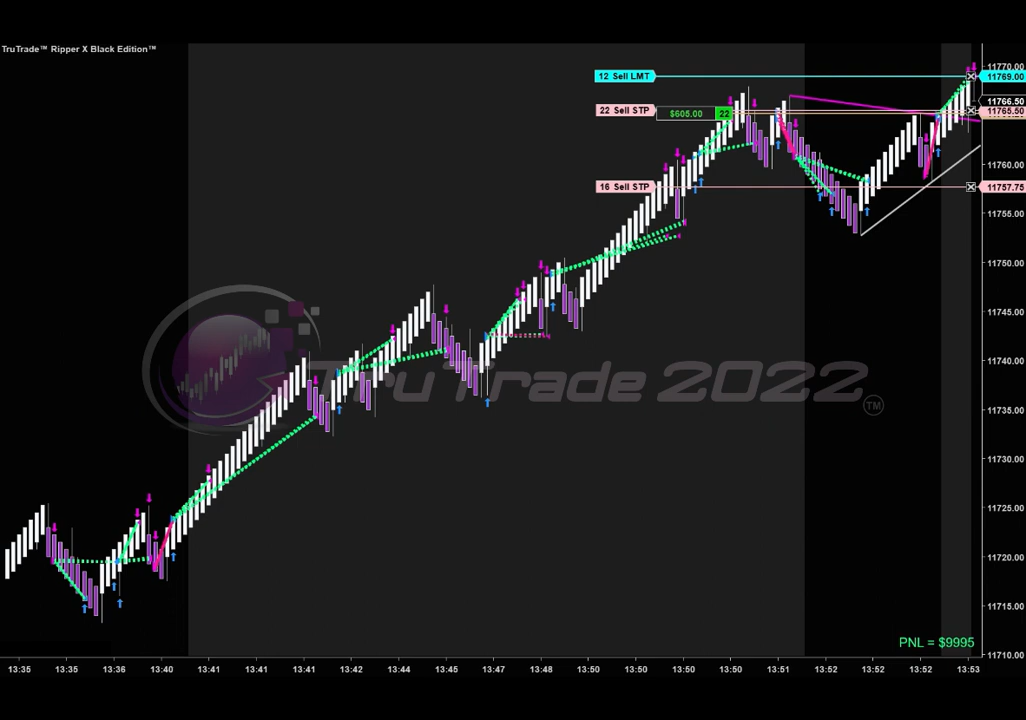 TruTrade™ Ripper X Black Edition™
11770.00
12 Sell LMT
11769.00
11766.50
22 Sell STP
$605.00
22
11765.50
11760.00
16 Sell STP
11757.75
11755.00
11750.00
11745.00
11740.00
TruTrade 2022
TM
11735.00
11730.00
11725.00
11720.00
11715.00
PNL = $9995
11710.00
13:35 13:35 13:36 13:40 13:41 13:41 13:41 13:42 13:44 13:45 13:46 13:48 13:50 13:50 13:50 13:50 13:51 13:52 13:52 13:52 13:53